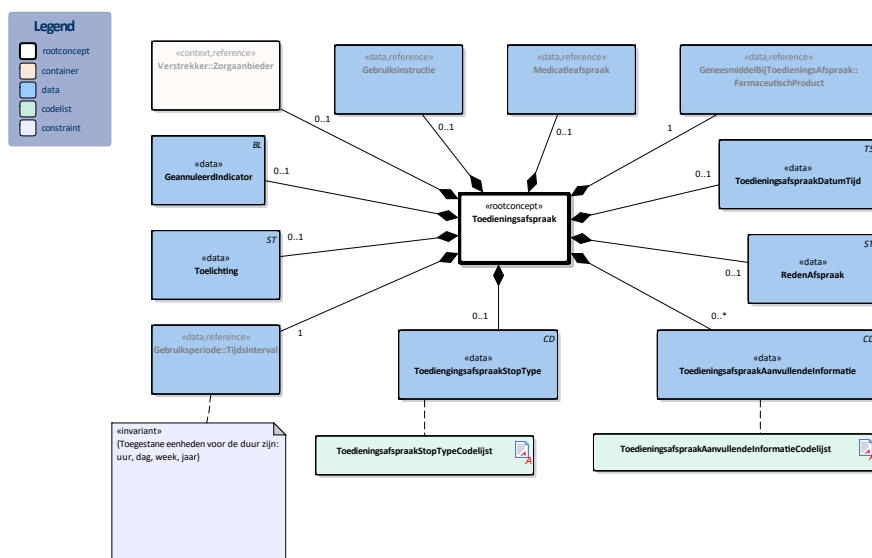 Legend
rootconcept
container
data
codelist
constraint
«context,reference»
Verstrekker::Zorgaanbieder
«data,reference»
Gebruiksinstructie
«data,reference»
Medicatieafspraak
«data,reference»
GeneesmiddelBijToedieningsAfspraak::
FarmaceutischProduct
0..1
0..1
0..1
1
BL
«data»
GeannuleerdIndicator
0..1
TS
«data»
ToedieningsafspraakDatumTijd
0..1
«rootconcept»
Toedieningsafspraak
ST
«data»
Toelichting
0..1
ST
«data»
RedenAfspraak
0..1
«data,reference»
Gebruiksperiode::TijdsInterval
1
0..1
CD
«data»
ToediengingsafspraakStopType
0..*
CD
«data»
ToedieningsafspraakAanvullendeInformatie
«invariant»
{Toegestane eenheden voor de duur zijn:
uur, dag, week, jaar}
ToedieningsafspraakStopTypeCodelijst
A
ToedieningsafspraakAanvullendeInformatieCodelijst
A